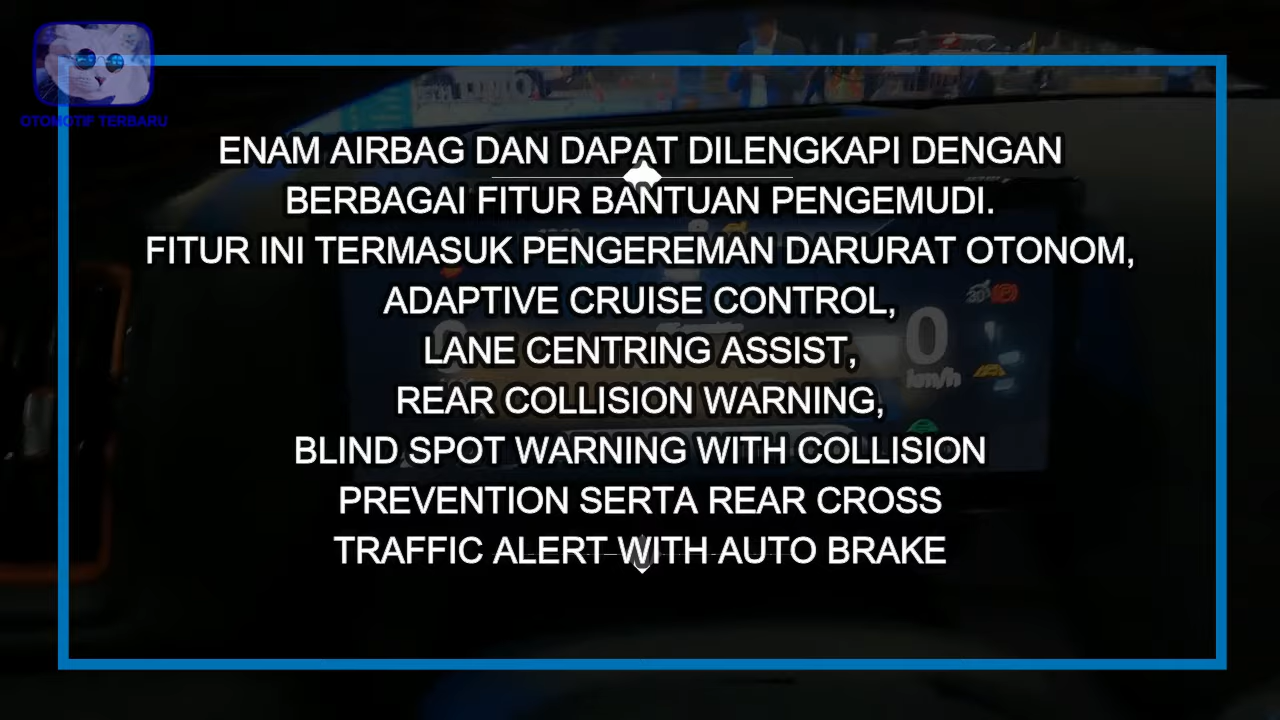 OTOMOTIF TERBARU
ENAM AIRBAG DAN DAPAT DILENGKAPI DENGAN
BERBAGAI FITUR BANTUAN PENGEMUDI.
FITUR INI TERMASUK PENGEREMAN DARURAT OTONOM,
ADAPTIVE CRUISE CONTROL,
LANE CENTRING ASSIST,
REAR COLLISION WARNING,
BLIND SPOT WARNING WITH COLLISION
PREVENTION SERTA REAR CROSS
TRAFFIC ALERT WITH AUTO BRAKE
0
km/h